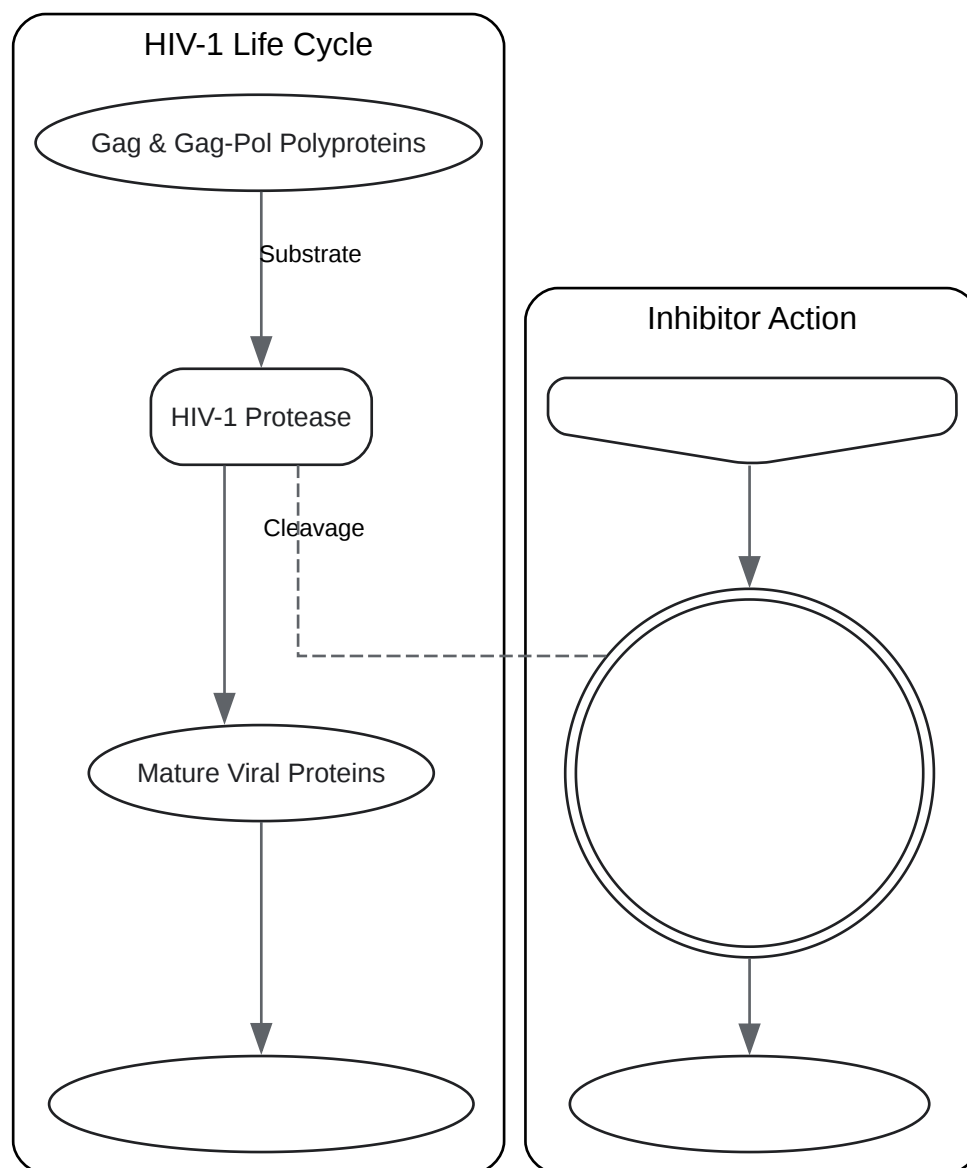 HIV-1 Life Cycle
Gag & Gag-Pol Polyproteins
Substrate
HIV-1 Protease
Cleavage
Mature Viral Proteins
Inhibitor Action